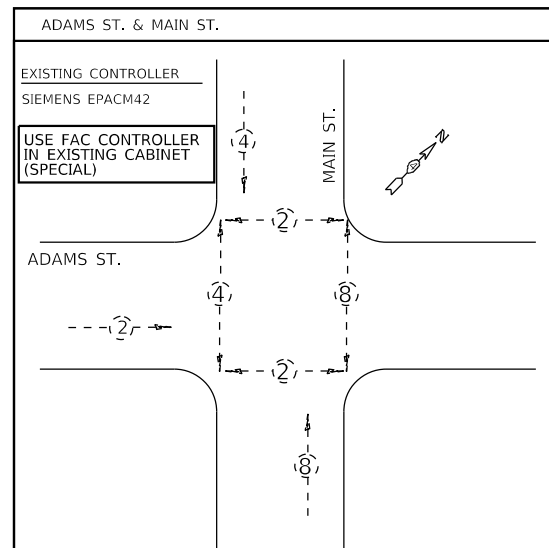 ADAMS ST. & MAIN ST.
EXISTING CONTROLLER
SIEMENS EPACM42
USE FAC CONTROLLER
IN EXISTING CABINET
(SPECIAL)
4
MAIN ST.
N
2
ADAMS ST.
4
8
2
2
8